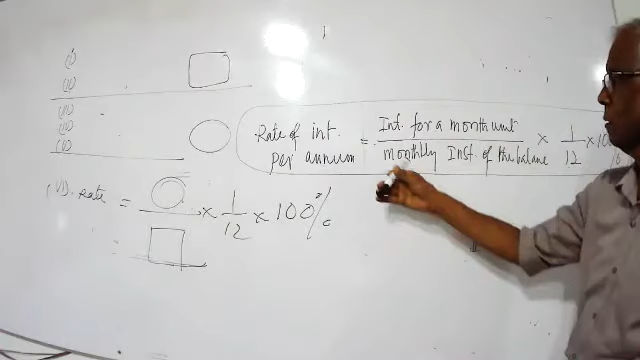 (i)
(ii)
(iii)
(iv)
(v)
Rate of int. per annum = Int. for a month unit / monthly Inst. of the balance × 1/12 × 100 %
(vi). rate = × 1/12 × 100%
=